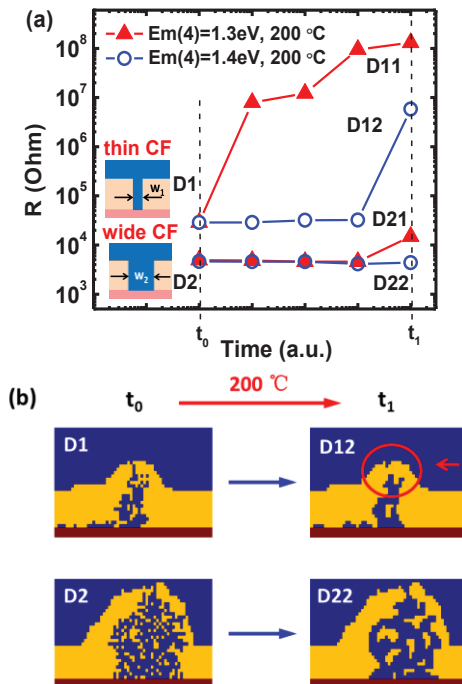 (a)
Em(4)=1.3eV, 200 °C
Em(4)=1.4eV, 200 °C
D11
D12
D21
D22
10⁸
10⁷
10⁶
10⁵
10⁴
10³
R (Ohm)
thin CF
W₁
D1
wide CF
W₂
D2
t₀
Time (a.u.)
t₁
(b)
t₀
200 ℃
t₁
D1
D12
D2
D22